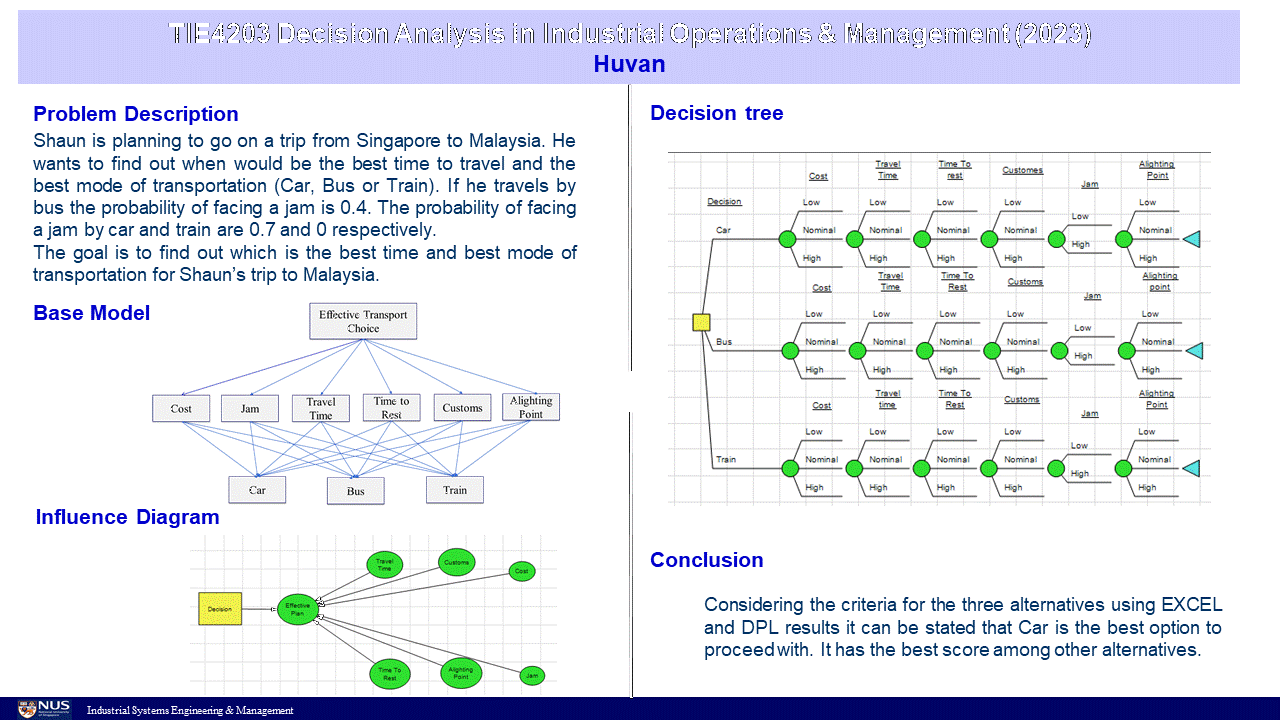 TIE4203 Decision Analysis in Industrial Operations & Management (2023)
Huvan
Problem Description
Shaun is planning to go on a trip from Singapore to Malaysia. He
wants to find out when would be the best time to travel and the
best mode of transportation (Car, Bus or Train). If he travels by
bus the probability of facing a jam is 0.4. The probability of facing
a jam by car and train are 0.7 and 0 respectively.
The goal is to find out which is the best time and best mode of
transportation for Shaun's trip to Malaysia.
Base Model
Effective Transport
Choice
Cost
Jam
Travel
Time
Time to
Rest
Customs
Alighting
Point
Car
Bus
Train
Influence Diagram
Travel
Time
Customs
Cost
Decision
Effective
Plan
Time To
Rest
Alighting
Point
Jam
Decision tree
Decision
Cost
Travel
Time
Time To
rest
Customes
Jam
Alighting
Point
Car
Low
Nominal
High
Low
Nominal
High
Low
Nominal
High
Low
Nominal
High
Low
High
Low
Nominal
High
Cost
Travel
Time
Time To
Rest
Customs
Jam
Alighting
point
Bus
Low
Nominal
High
Low
Nominal
High
Low
Nominal
High
Low
Nominal
High
Low
High
Low
Nominal
High
Cost
Travel
time
Time To
Rest
Customs
Jam
Alighting
Point
Train
Low
Nominal
High
Low
Nominal
High
Low
Nominal
High
Low
Nominal
High
Low
High
Low
Nominal
High
Conclusion
Considering the criteria for the three alternatives using EXCEL
and DPL results it can be stated that Car is the best option to
proceed with. It has the best score among other alternatives.
NUS
National University
of Singapore
Industrial Systems Engineering & Management